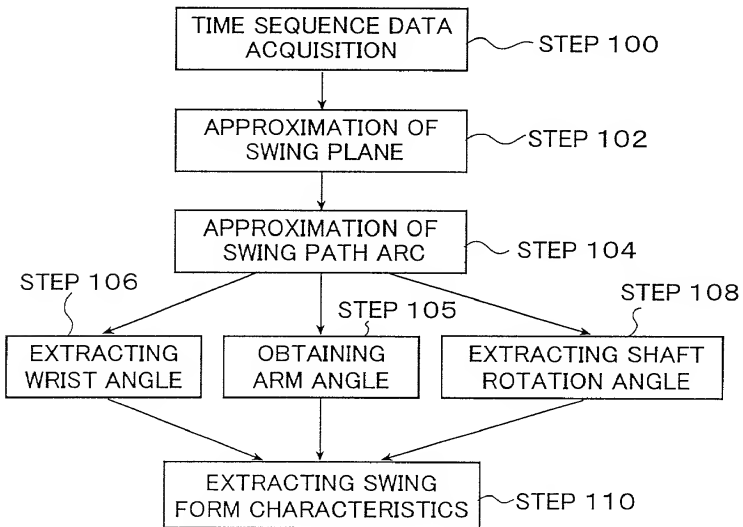 TIME SEQUENCE DATA
ACQUISITION
STEP 100
APPROXIMATION OF
SWING PLANE
STEP 102
APPROXIMATION OF
SWING PATH ARC
STEP 104
STEP 106
STEP 105
STEP 108
EXTRACTING
WRIST ANGLE
OBTAINING
ARM ANGLE
EXTRACTING SHAFT
ROTATION ANGLE
EXTRACTING SWING
FORM CHARACTERISTICS
STEP 110